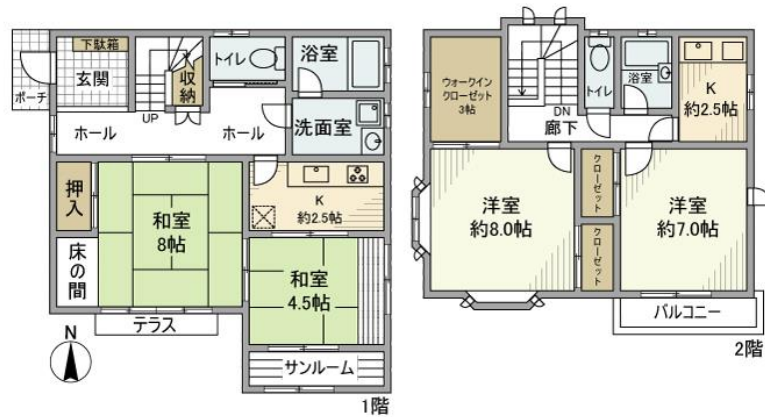 下駄箱
玄関
ポーチ
収納
UP
トイレ
浴室
ホール
ホール
洗面室
押入
和室
8帖
K
約2.5帖
床の間
和室
4.5帖
テラス
サンルーム
N
1階
ウォークイン
クローゼット
3帖
DN
廊下
トイレ
浴室
K
約2.5帖
洋室
約8.0帖
クローゼット
クローゼット
洋室
約7.0帖
バルコニー
2階